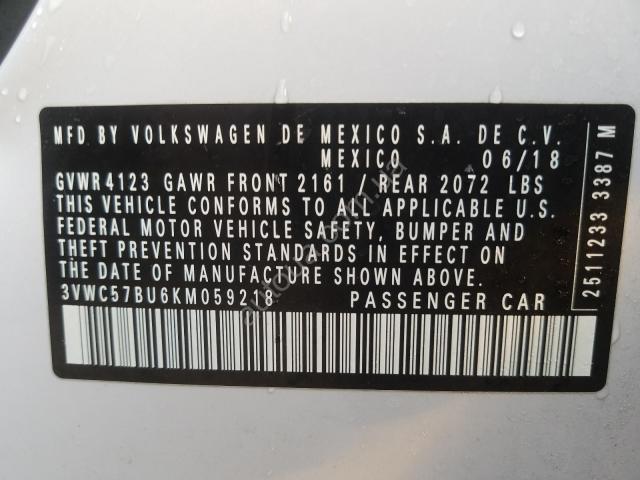 MFD BY VOLKSWAGEN DE MEXICO S.A. DE C.V.
MEXICO 06/18
GVWR 4123 GAWR FRONT 2161 / REAR 2072 LBS
THIS VEHICLE CONFORMS TO ALL APPLICABLE U.S.
FEDERAL MOTOR VEHICLE SAFETY, BUMPER AND
THEFT PREVENTION STANDARDS IN EFFECT ON
THE DATE OF MANUFACTURE SHOWN ABOVE.
3VWC57BU6KM059218 PASSENGER CAR
2511233 3387 M